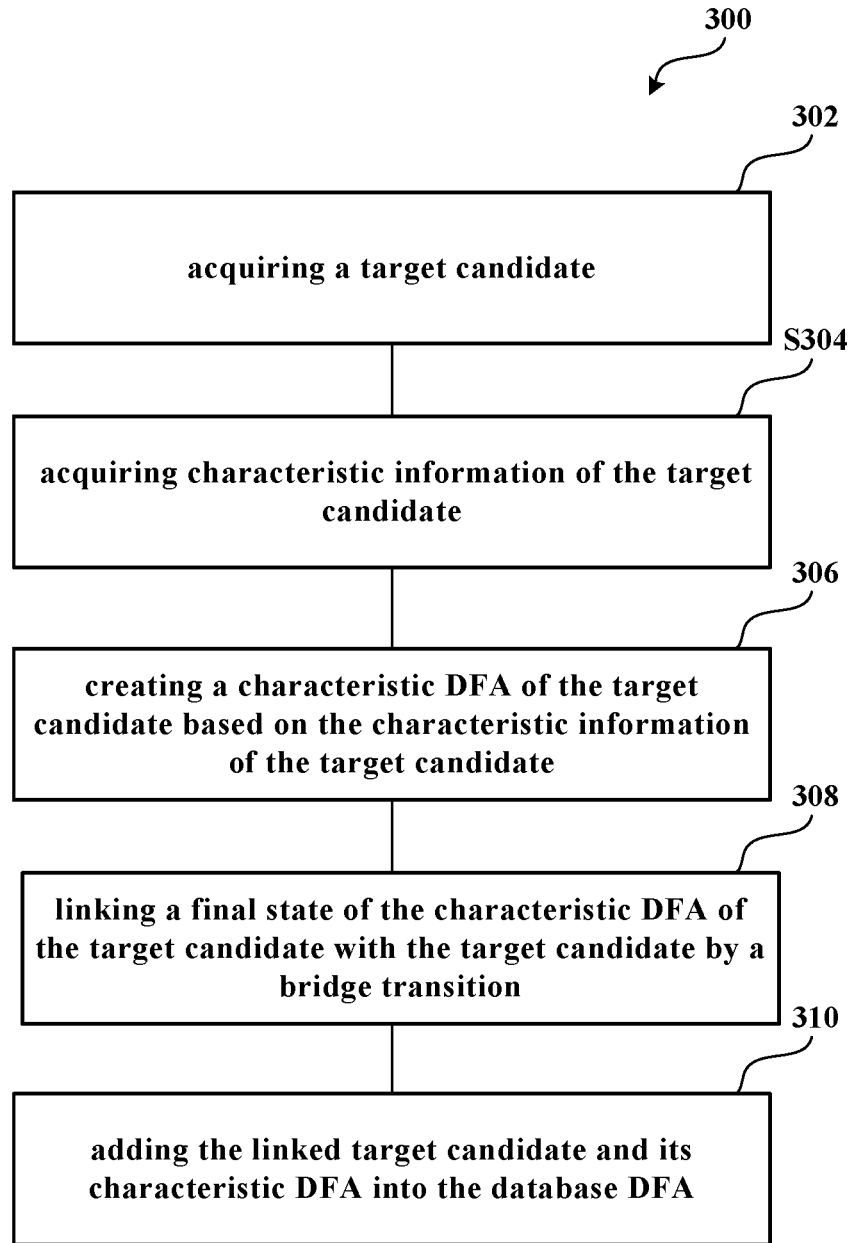 300
302
acquiring a target candidate
S304
acquiring characteristic information of the target
candidate
306
creating a characteristic DFA of the target
candidate based on the characteristic information
of the target candidate
308
linking a final state of the characteristic DFA of
the target candidate with the target candidate by a
bridge transition
310
adding the linked target candidate and its
characteristic DFA into the database DFA